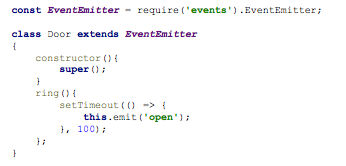 const EventEmitter = require('events').EventEmitter;
class Door extends EventEmitter
{
constructor(){
super();
}
ring(){
setTimeout(() => {
this.emit('open');
}, 100);
};
}